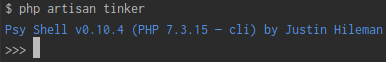 $ php artisan tinker
Psy Shell v0.10.4 (PHP 7.3.15 — cli) by Justin Hileman
>>>